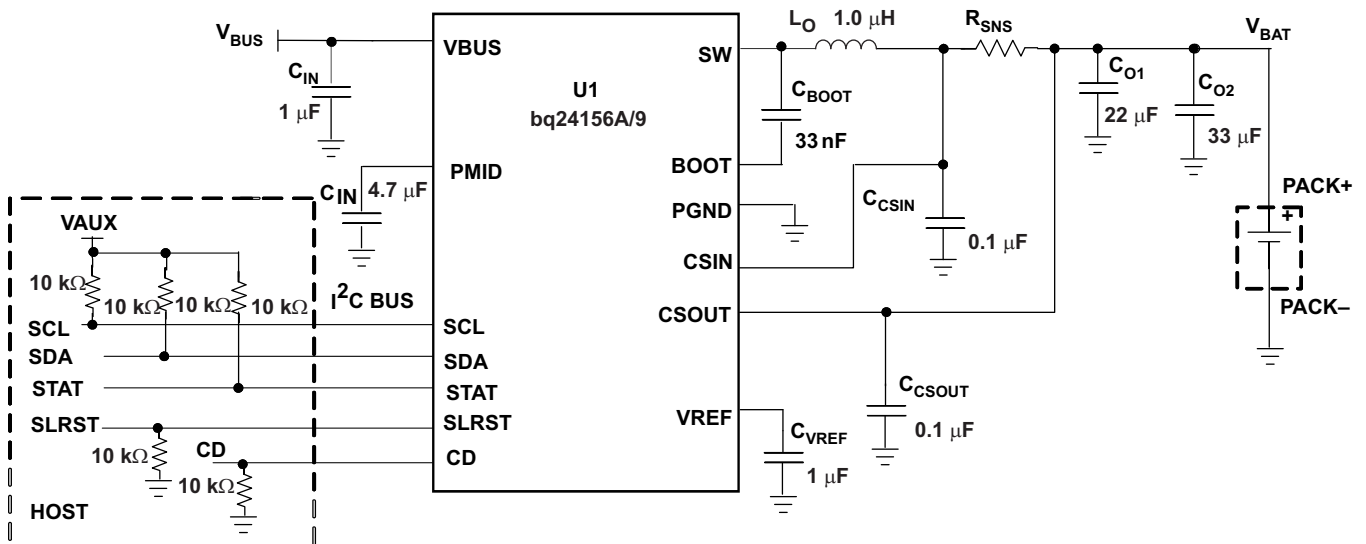 V_BUS
C_IN
1 μF
VBUS
U1
bq24156A/9
SW
L_O 1.0 μH
R_SNS
V_BAT
C_BOOT
33 nF
BOOT
C_O1
22 μF
C_O2
33 μF
PMID
C_IN 4.7 μF
PGND
C_CSIN
0.1 μF
CSIN
PACK+
+
PACK–
VAUX
10 kΩ
10 kΩ
10 kΩ
I²C BUS
CSOUT
SCL
SCL
SDA
SDA
STAT
STAT
C_CSOUT
0.1 μF
SLRST
SLRST
VREF
C_VREF
1 μF
10 kΩ
CD
CD
10 kΩ
HOST